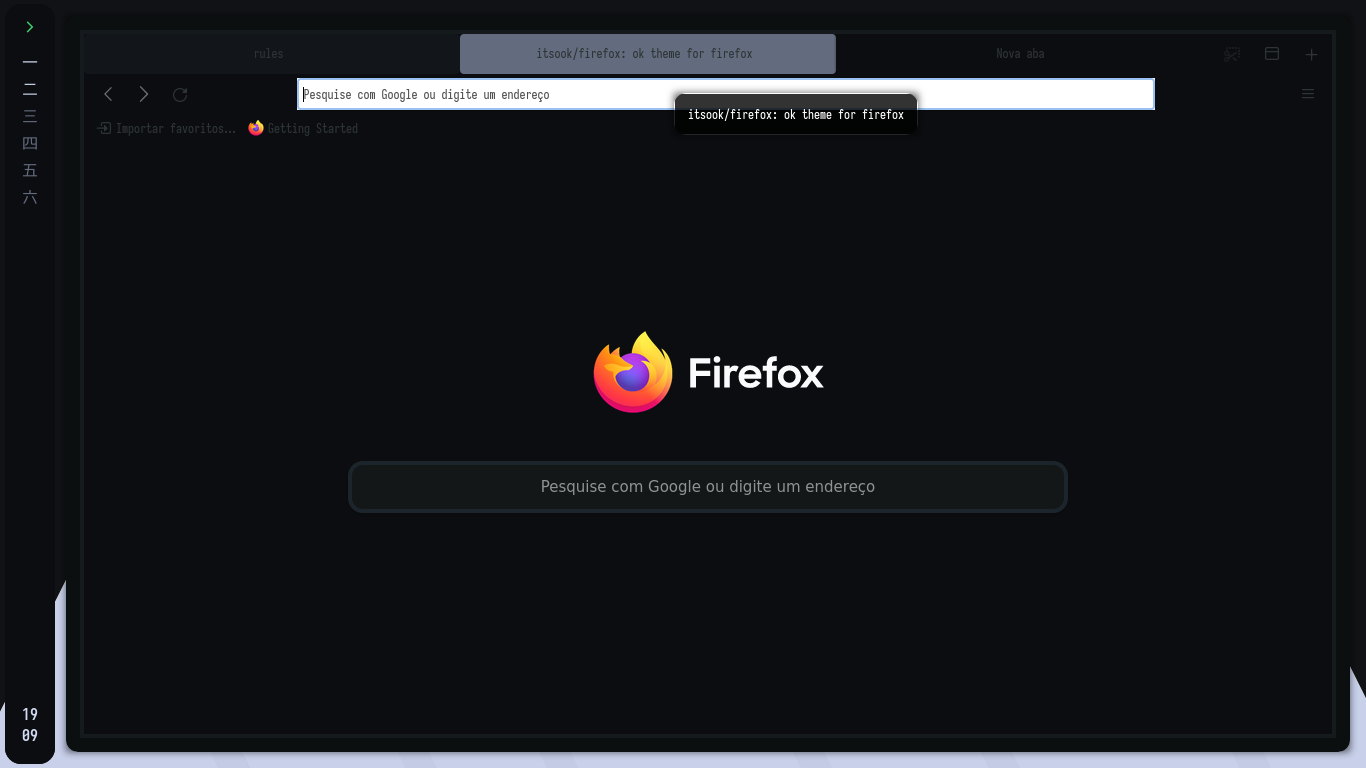 一
二
三
四
五
六
19
09
rules
itsook/firefox: ok theme for firefox
Nova aba
Pesquise com Google ou digite um endereço
itsook/firefox: ok theme for firefox
Importar favoritos...
Getting Started
Firefox
Pesquise com Google ou digite um endereço